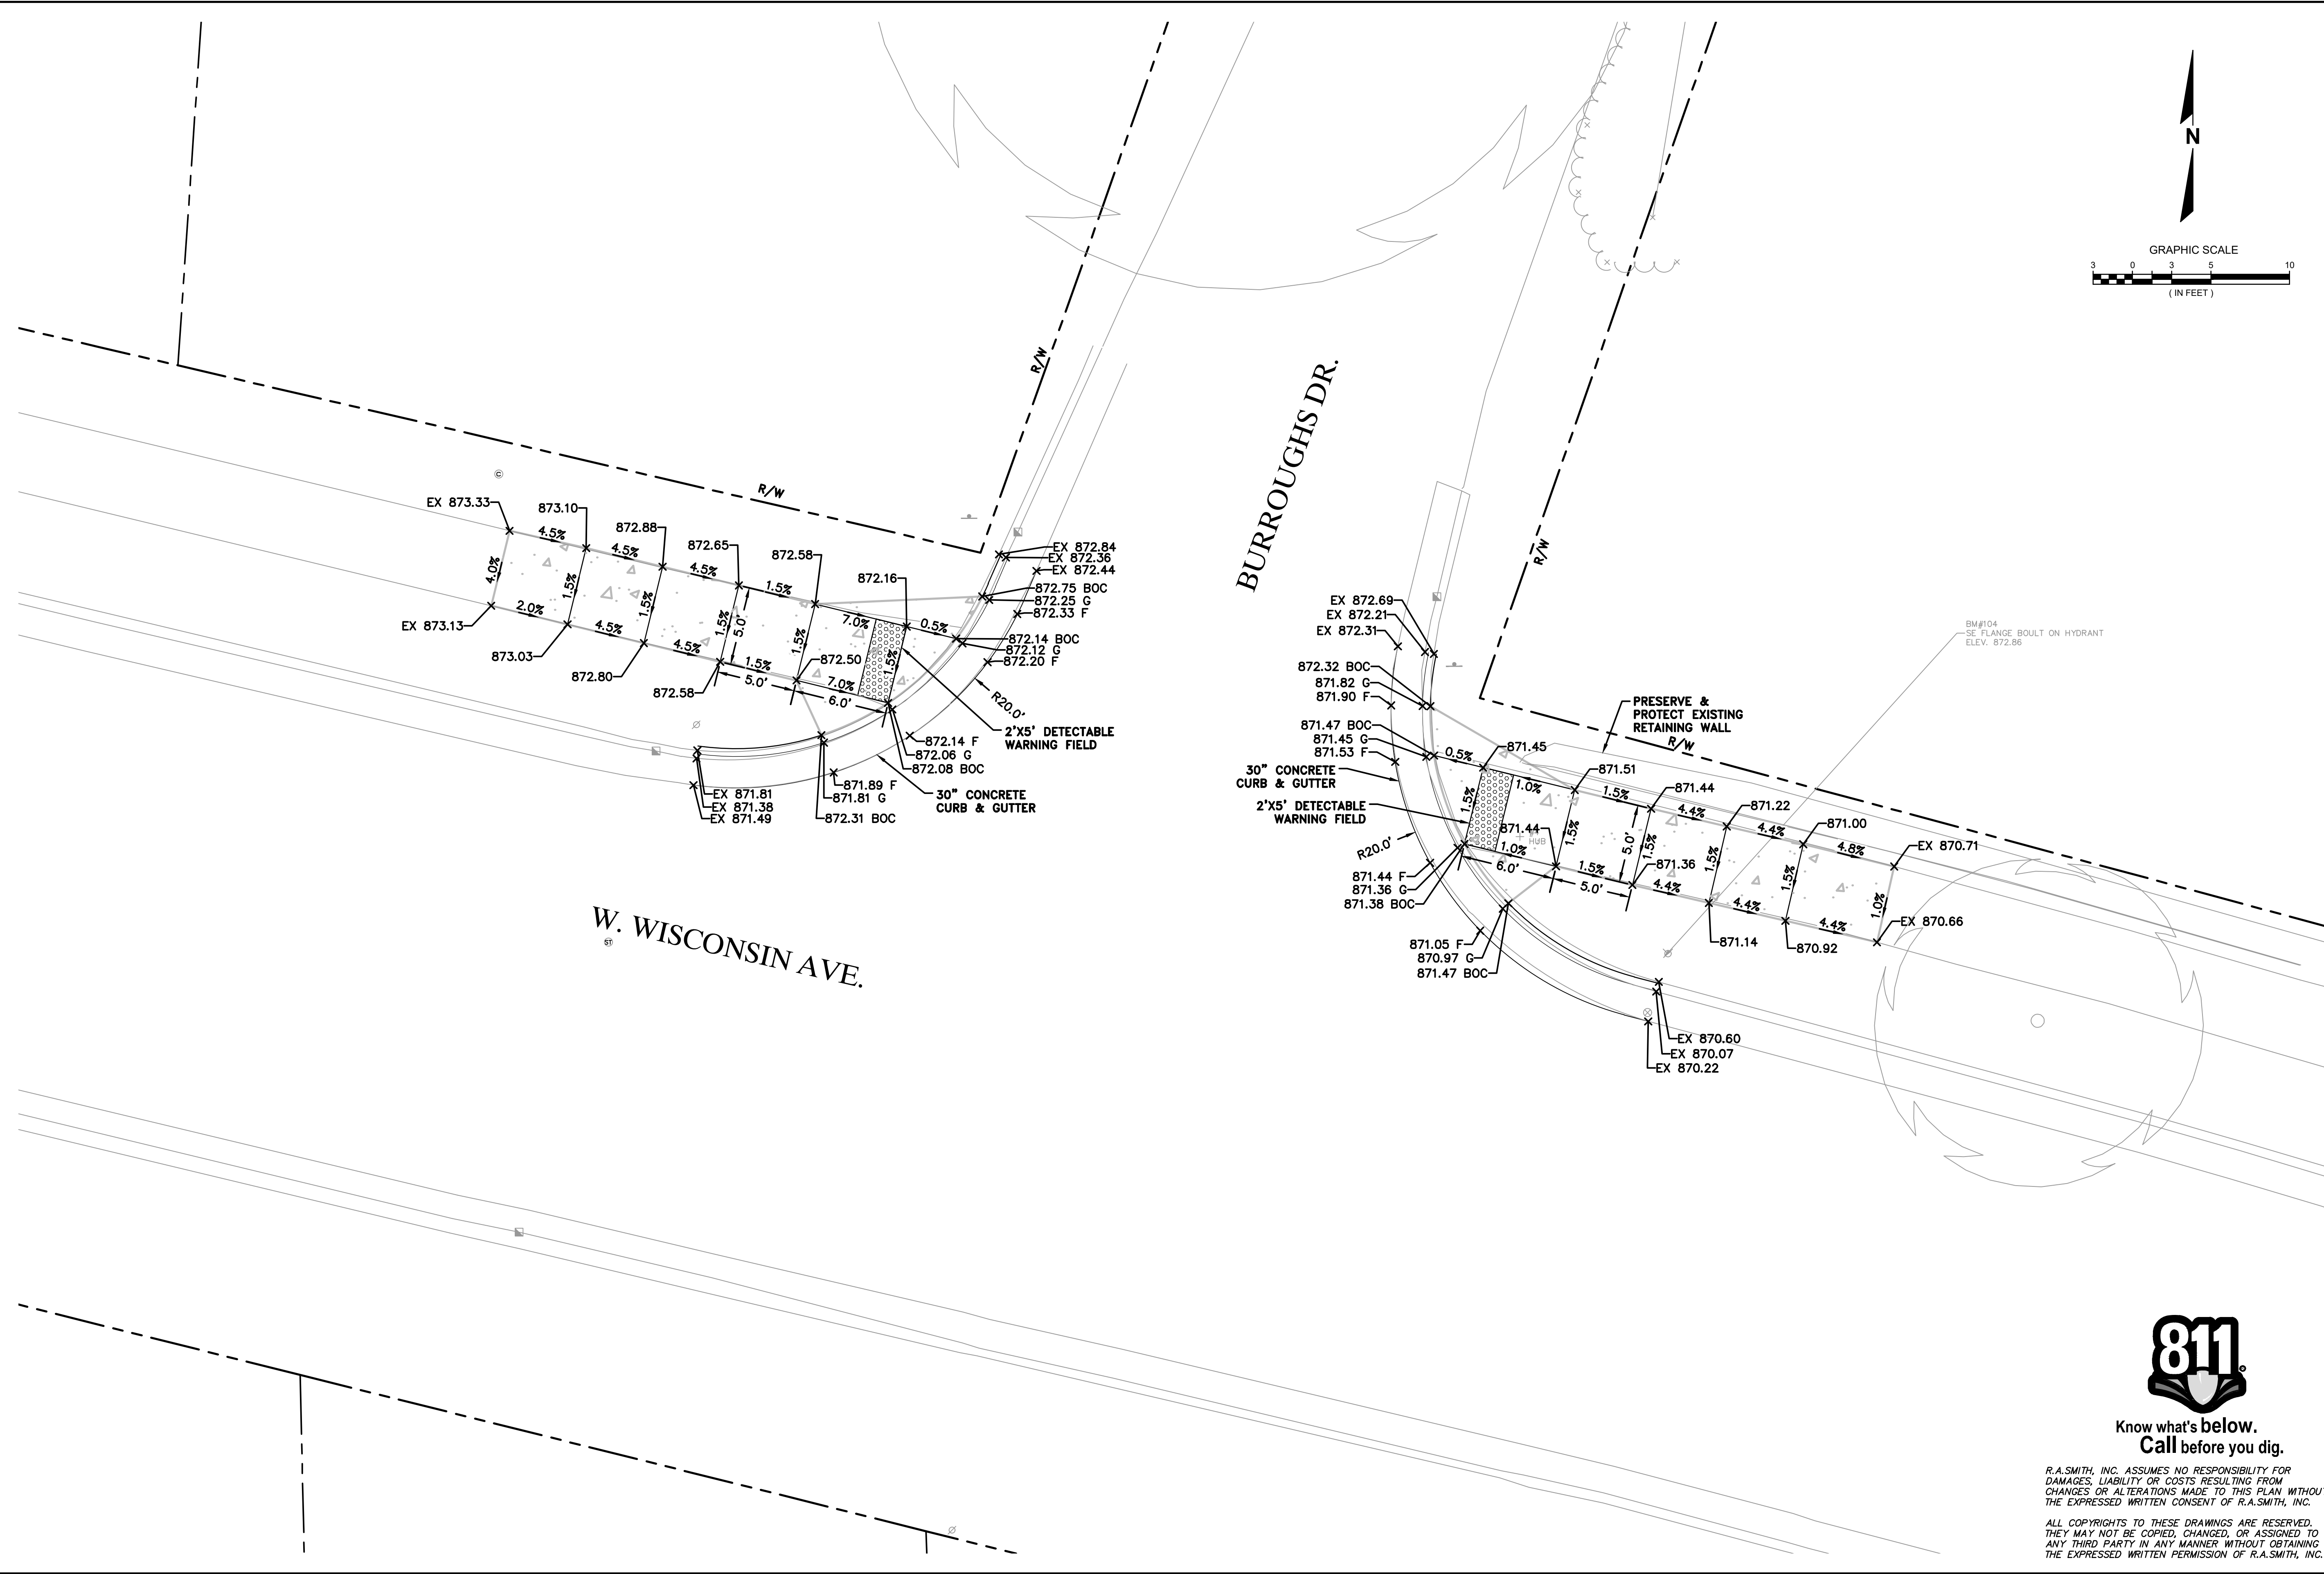 N
GRAPHIC SCALE
3 0 3 5 10
( IN FEET )
R/W
R/W
R/W
R/W
BURROUGHS DR.
W. WISCONSIN AVE.
EX 873.33
873.10
872.88
872.65
872.58
872.16
4.5%
4.5%
4.5%
1.5%
7.0%
0.5%
4.0%
1.5%
1.5%
1.5%
5.0'
1.5%
1.5%
2.0%
4.5%
4.5%
1.5%
7.0%
5.0'
6.0'
EX 873.13
873.03
872.80
872.58
872.50
EX 872.84
EX 872.36
EX 872.44
872.75 BOC
872.25 G
872.33 F
872.14 BOC
872.12 G
872.20 F
R20.0'
2'X5' DETECTABLE
WARNING FIELD
872.14 F
872.06 G
872.08 BOC
871.89 F
871.81 G
872.31 BOC
30" CONCRETE
CURB & GUTTER
EX 871.81
EX 871.38
EX 871.49
C
ST
EX 872.69
EX 872.21
EX 872.31
872.32 BOC
871.82 G
871.90 F
871.47 BOC
871.45 G
871.53 F
30" CONCRETE
CURB & GUTTER
2'X5' DETECTABLE
WARNING FIELD
R20.0'
871.44 F
871.36 G
871.38 BOC
871.05 F
870.97 G
871.47 BOC
0.5%
871.45
1.0%
871.51
1.5%
871.44
4.4%
871.22
4.4%
871.00
4.8%
EX 870.71
1.5%
871.44
HUB
1.5%
5.0'
1.5%
1.5%
1.5%
1.0%
1.0%
6.0'
1.5%
5.0'
871.36
4.4%
4.4%
4.4%
871.14
870.92
EX 870.66
EX 870.60
EX 870.07
EX 870.22
PRESERVE &
PROTECT EXISTING
RETAINING WALL
BM#104
SE FLANGE BOULT ON HYDRANT
ELEV. 872.86
811
Know what's below.
Call before you dig.
R.A.SMITH, INC. ASSUMES NO RESPONSIBILITY FOR
DAMAGES, LIABILITY OR COSTS RESULTING FROM
CHANGES OR ALTERATIONS MADE TO THIS PLAN WITHOUT
THE EXPRESSED WRITTEN CONSENT OF R.A.SMITH, INC.
ALL COPYRIGHTS TO THESE DRAWINGS ARE RESERVED.
THEY MAY NOT BE COPIED, CHANGED, OR ASSIGNED TO
ANY THIRD PARTY IN ANY MANNER WITHOUT OBTAINING
THE EXPRESSED WRITTEN PERMISSION OF R.A.SMITH, INC.